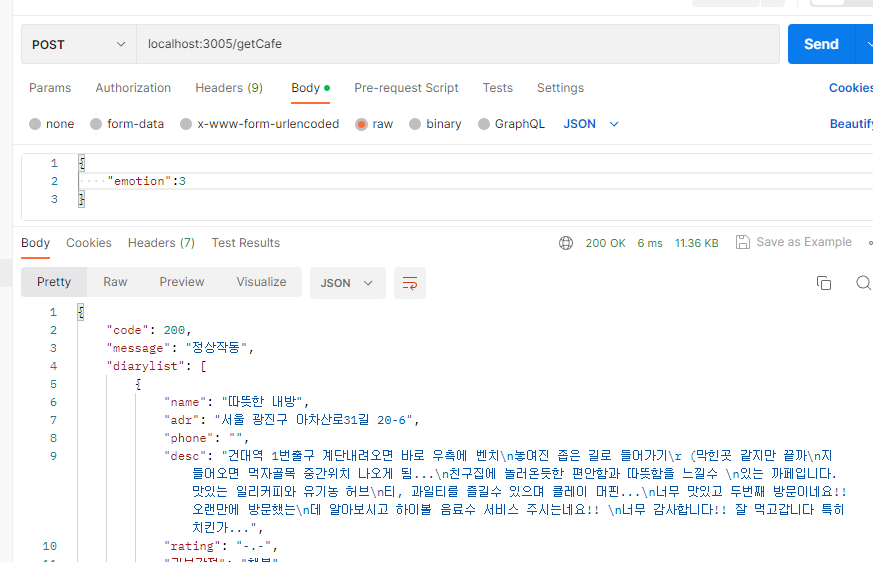 POST
localhost:3005/getCafe
Send
Params Authorization Headers (9) Body Pre-request Script Tests Settings Cookies
none form-data x-www-form-urlencoded raw binary GraphQL JSON Beautify
1 {
2 ····"emotion":3
3 }
Body Cookies Headers (7) Test Results 200 OK 6 ms 11.36 KB Save as Example
Pretty Raw Preview Visualize JSON
1 {
2 "code": 200,
3 "message": "정상작동",
4 "diarylist": [
5 {
6 "name": "따뜻한 내방",
7 "adr": "서울 광진구 아차산로31길 20-6",
8 "phone": "",
9 "desc": "건대역 1번출구 계단내려오면 바로 우측에 벤치\n놓여진 좁은 길로 들어가기\r (막힌곳 같지만 끝까\n지
들어오면 먹자골목 중간위치 나오게 됨...\n친구집에 놀러온듯한 편안함과 따뜻함을 느낄수 \n있는 까페입니다.
맛있는 일리커피와 유기농 허브\n티, 과일티를 즐길수 있으며 클레이 머핀...\n너무 맛있고 두번째 방문이네요!!
오랜만에 방문했는\n데 알아보시고 하이볼 음료수 서비스 주시는네요!! \n너무 감사합니다!! 잘 먹고갑니다 특히
치킨가...",
10 "rating": "-.-",